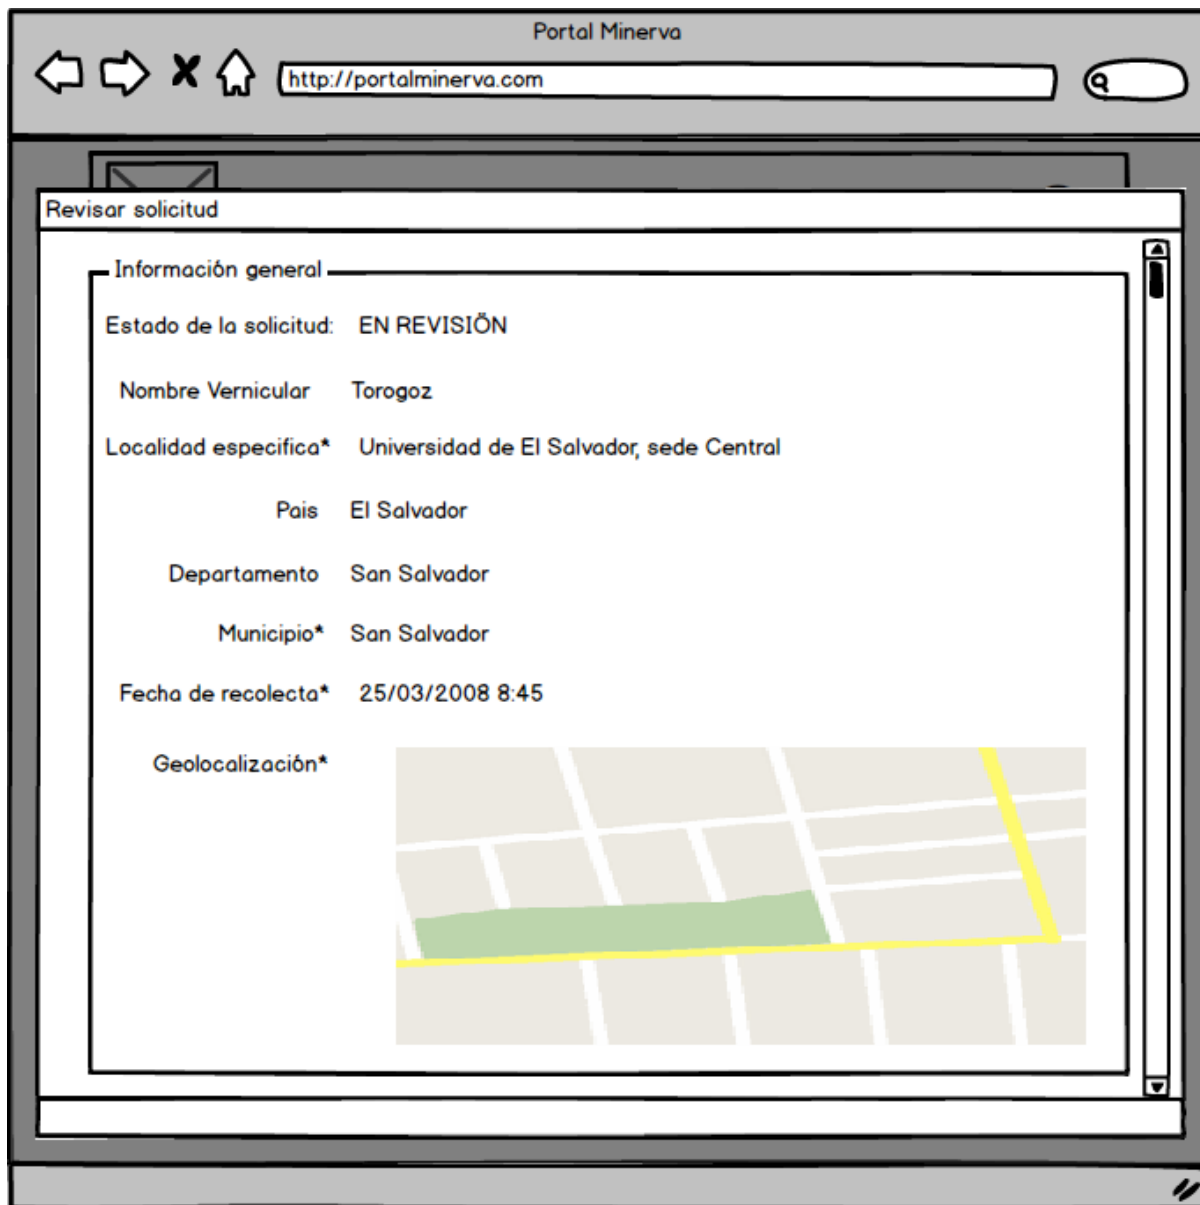 Portal Minerva
http://portalminerva.com
Revisar solicitud
Información general
Estado de la solicitud: EN REVISIÖN
Nombre Vernicular Torogoz
Localidad especifica* Universidad de El Salvador, sede Central
Pais El Salvador
Departamento San Salvador
Municipio* San Salvador
Fecha de recolecta* 25/03/2008 8:45
Geolocalización*